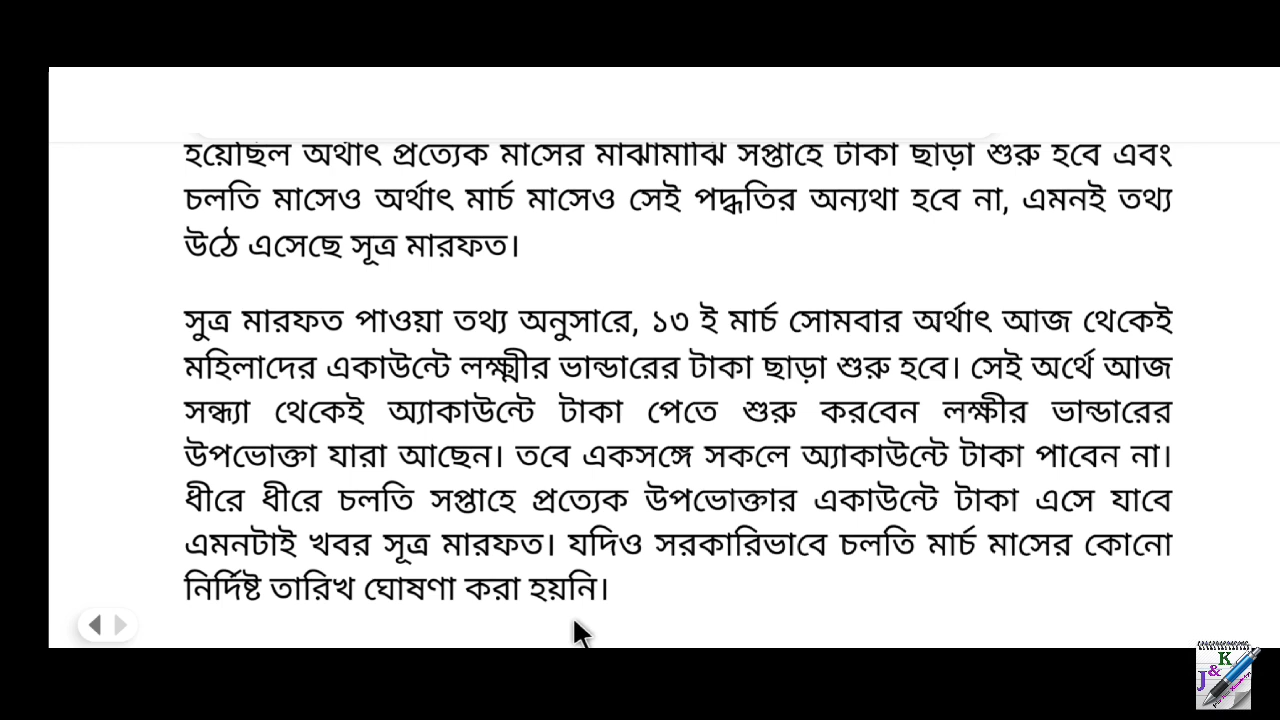 হয়েছিল অর্থাৎ প্রত্যেক মাসের মাঝামাঝি সপ্তাহে টাকা ছাড়া শুরু হবে এবং
চলতি মাসেও অর্থাৎ মার্চ মাসেও সেই পদ্ধতির অন্যথা হবে না, এমনই তথ্য
উঠে এসেছে সূত্র মারফত।
সুত্র মারফত পাওয়া তথ্য অনুসারে, ১৩ ই মার্চ সোমবার অর্থাৎ আজ থেকেই
মহিলাদের একাউন্টে লক্ষ্মীর ভান্ডারের টাকা ছাড়া শুরু হবে। সেই অর্থে আজ
সন্ধ্যা থেকেই অ্যাকাউন্টে টাকা পেতে শুরু করবেন লক্ষীর ভান্ডারের
উপভোক্তা যারা আছেন। তবে একসঙ্গে সকলে অ্যাকাউন্টে টাকা পাবেন না।
ধীরে ধীরে চলতি সপ্তাহে প্রত্যেক উপভোক্তার একাউন্টে টাকা এসে যাবে
এমনটাই খবর সূত্র মারফত। যদিও সরকারিভাবে চলতি মার্চ মাসের কোনো
নির্দিষ্ট তারিখ ঘোষণা করা হয়নি।
J&K